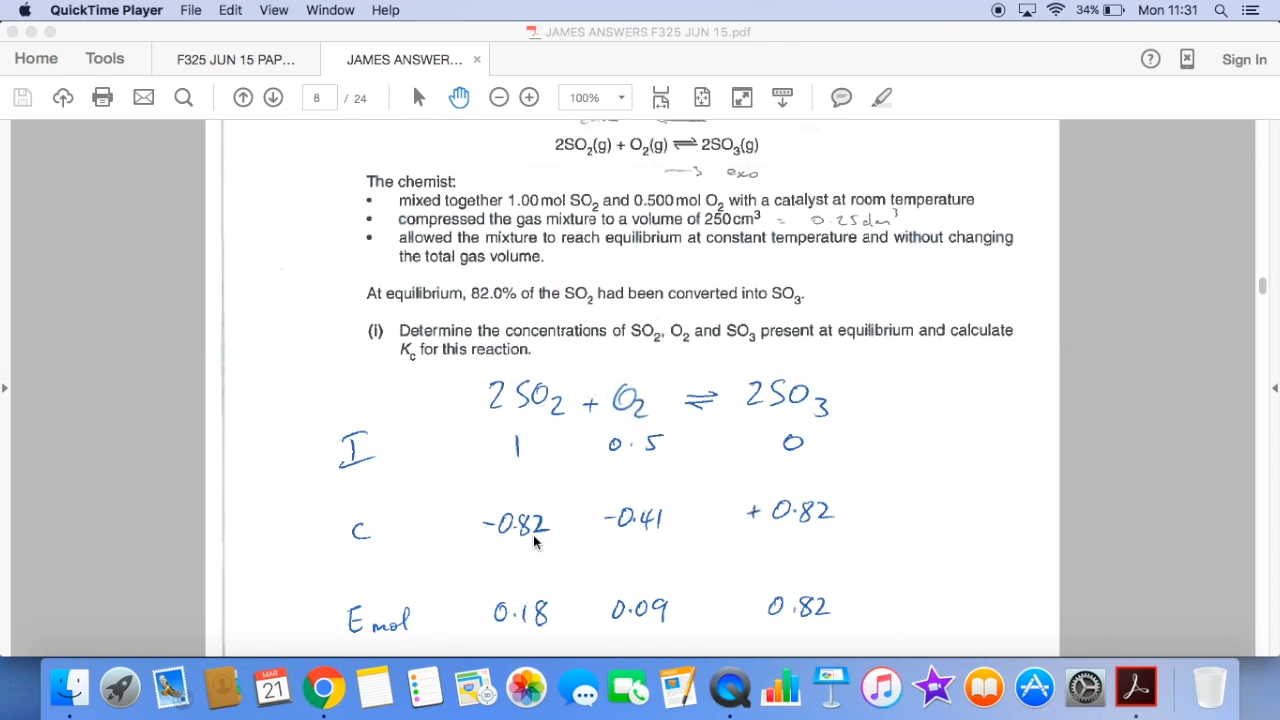 QuickTime Player File Edit View Window Help 34% Mon 11:31
JAMES ANSWERS F325 JUN 15.pdf
Home Tools F325 JUN 15 PAP... JAMES ANSWER... × Sign In
8 / 24 100%
2SO₂(g) + O₂(g) ⇌ 2SO₃(g)
exo
The chemist:
• mixed together 1.00 mol SO₂ and 0.500 mol O₂ with a catalyst at room temperature
• compressed the gas mixture to a volume of 250 cm³ = 0.25dm³
• allowed the mixture to reach equilibrium at constant temperature and without changing
the total gas volume.
At equilibrium, 82.0% of the SO₂ had been converted into SO₃.
(i) Determine the concentrations of SO₂, O₂ and SO₃ present at equilibrium and calculate
Kc for this reaction.
2SO₂ + O₂ ⇌ 2SO₃
I 1 0.5 0
C -0.82 -0.41 +0.82
E mol 0.18 0.09 0.82
MAR 21